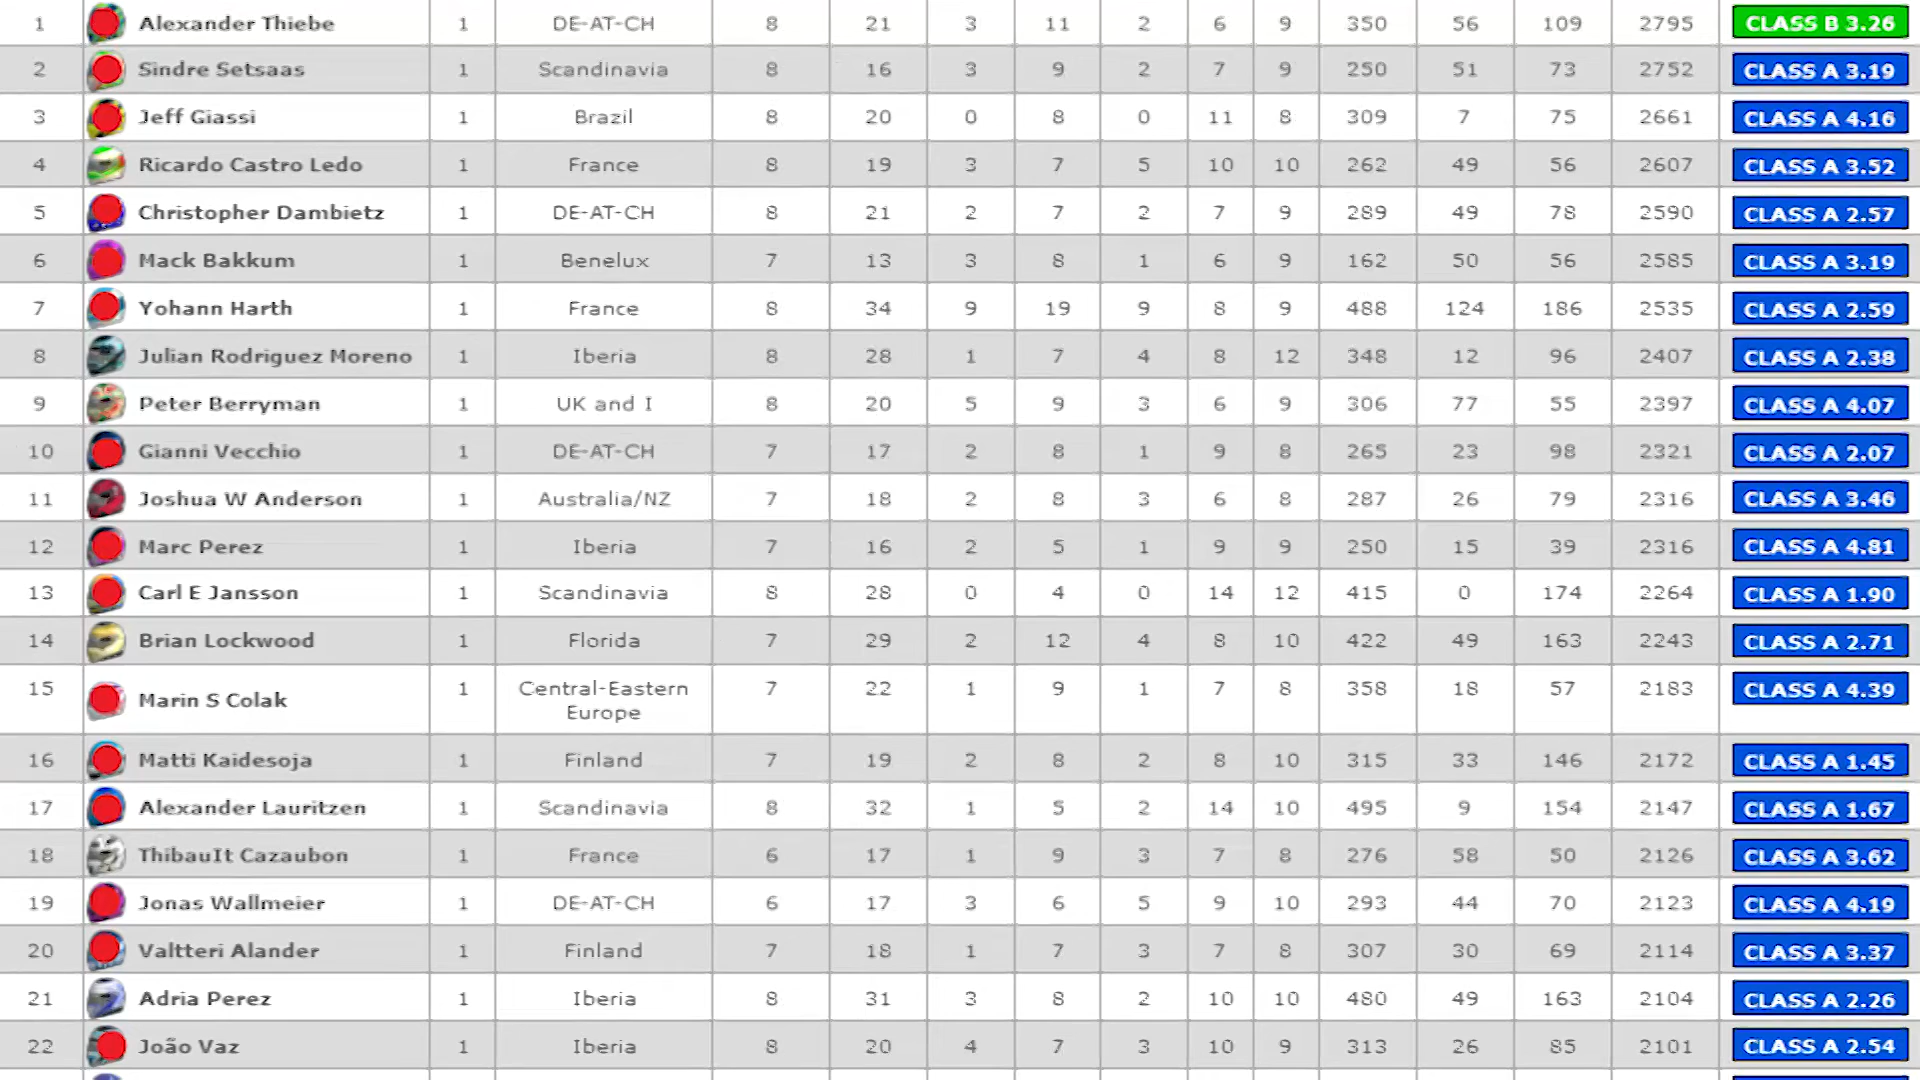 1 Alexander Thiebe 1 DE-AT-CH 8 21 3 11 2 6 9 350 56 109 2795 CLASS B 3.26
2 Sindre Setsaas 1 Scandinavia 8 16 3 9 2 7 9 250 51 73 2752 CLASS A 3.19
3 Jeff Giassi 1 Brazil 8 20 0 8 0 11 8 309 7 75 2661 CLASS A 4.16
4 Ricardo Castro Ledo 1 France 8 19 3 7 5 10 10 262 49 56 2607 CLASS A 3.52
5 Christopher Dambietz 1 DE-AT-CH 8 21 2 7 2 7 9 289 49 78 2590 CLASS A 2.57
6 Mack Bakkum 1 Benelux 7 13 3 8 1 6 9 162 50 56 2585 CLASS A 3.19
7 Yohann Harth 1 France 8 34 9 19 9 8 9 488 124 186 2535 CLASS A 2.59
8 Julian Rodriguez Moreno 1 Iberia 8 28 1 7 4 8 12 348 12 96 2407 CLASS A 2.38
9 Peter Berryman 1 UK and I 8 20 5 9 3 6 9 306 77 55 2397 CLASS A 4.07
10 Gianni Vecchio 1 DE-AT-CH 7 17 2 8 1 9 8 265 23 98 2321 CLASS A 2.07
11 Joshua W Anderson 1 Australia/NZ 7 18 2 8 3 6 8 287 26 79 2316 CLASS A 3.46
12 Marc Perez 1 Iberia 7 16 2 5 1 9 9 250 15 39 2316 CLASS A 4.81
13 Carl E Jansson 1 Scandinavia 8 28 0 4 0 14 12 415 0 174 2264 CLASS A 1.90
14 Brian Lockwood 1 Florida 7 29 2 12 4 8 10 422 49 163 2243 CLASS A 2.71
15 Marin S Colak 1 Central-Eastern Europe 7 22 1 9 1 7 8 358 18 57 2183 CLASS A 4.39
16 Matti Kaidesoja 1 Finland 7 19 2 8 2 8 10 315 33 146 2172 CLASS A 1.45
17 Alexander Lauritzen 1 Scandinavia 8 32 1 5 2 14 10 495 9 154 2147 CLASS A 1.67
18 ThibauIt Cazaubon 1 France 6 17 1 9 3 7 8 276 58 50 2126 CLASS A 3.62
19 Jonas Wallmeier 1 DE-AT-CH 6 17 3 6 5 9 10 293 44 70 2123 CLASS A 4.19
20 Valtteri Alander 1 Finland 7 18 1 7 3 7 8 307 30 69 2114 CLASS A 3.37
21 Adria Perez 1 Iberia 8 31 3 8 2 10 10 480 49 163 2104 CLASS A 2.26
22 João Vaz 1 Iberia 8 20 4 7 3 10 9 313 26 85 2101 CLASS A 2.54